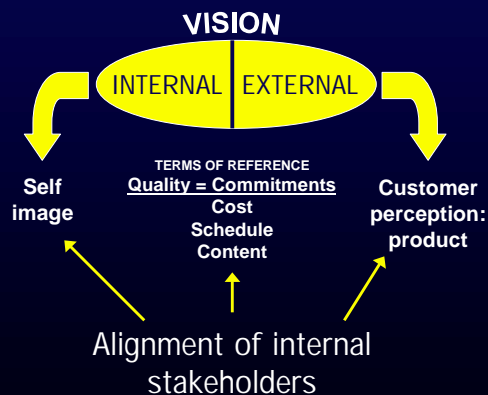 VISION
INTERNAL EXTERNAL
TERMS OF REFERENCE
Quality = Commitments
Cost
Schedule
Content
Self
image
Customer
perception:
product
Alignment of internal
stakeholders